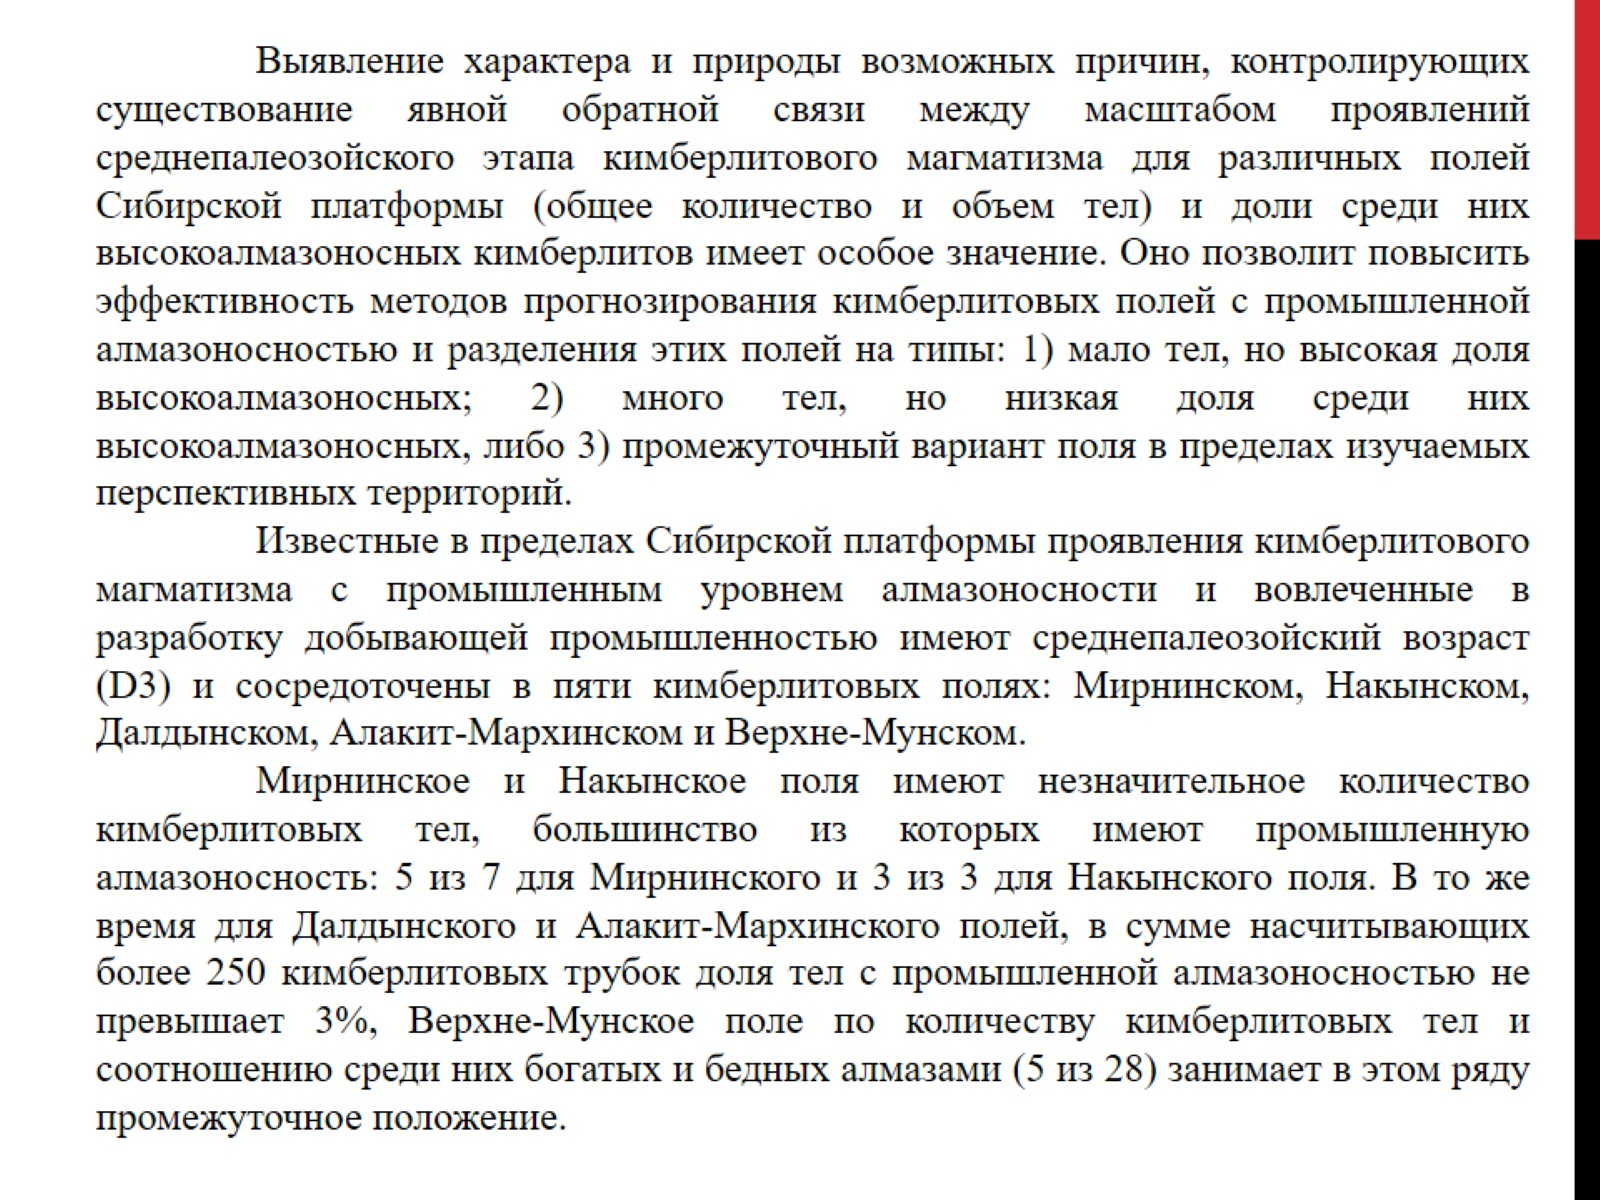 Выявление характера и природы возможных причин, контролирующих
существование явной обратной связи между масштабом проявлений
среднепалеозойского этапа кимберлитового магматизма для различных полей
Сибирской платформы (общее количество и объем тел) и доли среди них
высокоалмазоносных кимберлитов имеет особое значение. Оно позволит повысить
эффективность методов прогнозирования кимберлитовых полей с промышленной
алмазоносностью и разделения этих полей на типы: 1) мало тел, но высокая доля
высокоалмазоносных; 2) много тел, но низкая доля среди них
высокоалмазоносных, либо 3) промежуточный вариант поля в пределах изучаемых
перспективных территорий.
Известные в пределах Сибирской платформы проявления кимберлитового
магматизма с промышленным уровнем алмазоносности и вовлеченные в
разработку добывающей промышленностью имеют среднепалеозойский возраст
(D3) и сосредоточены в пяти кимберлитовых полях: Мирнинском, Накынском,
Далдынском, Алакит-Мархинском и Верхне-Мунском.
Мирнинское и Накынское поля имеют незначительное количество
кимберлитовых тел, большинство из которых имеют промышленную
алмазоносность: 5 из 7 для Мирнинского и 3 из 3 для Накынского поля. В то же
время для Далдынского и Алакит-Мархинского полей, в сумме насчитывающих
более 250 кимберлитовых трубок доля тел с промышленной алмазоносностью не
превышает 3%, Верхне-Мунское поле по количеству кимберлитовых тел и
соотношению среди них богатых и бедных алмазами (5 из 28) занимает в этом ряду
промежуточное положение.